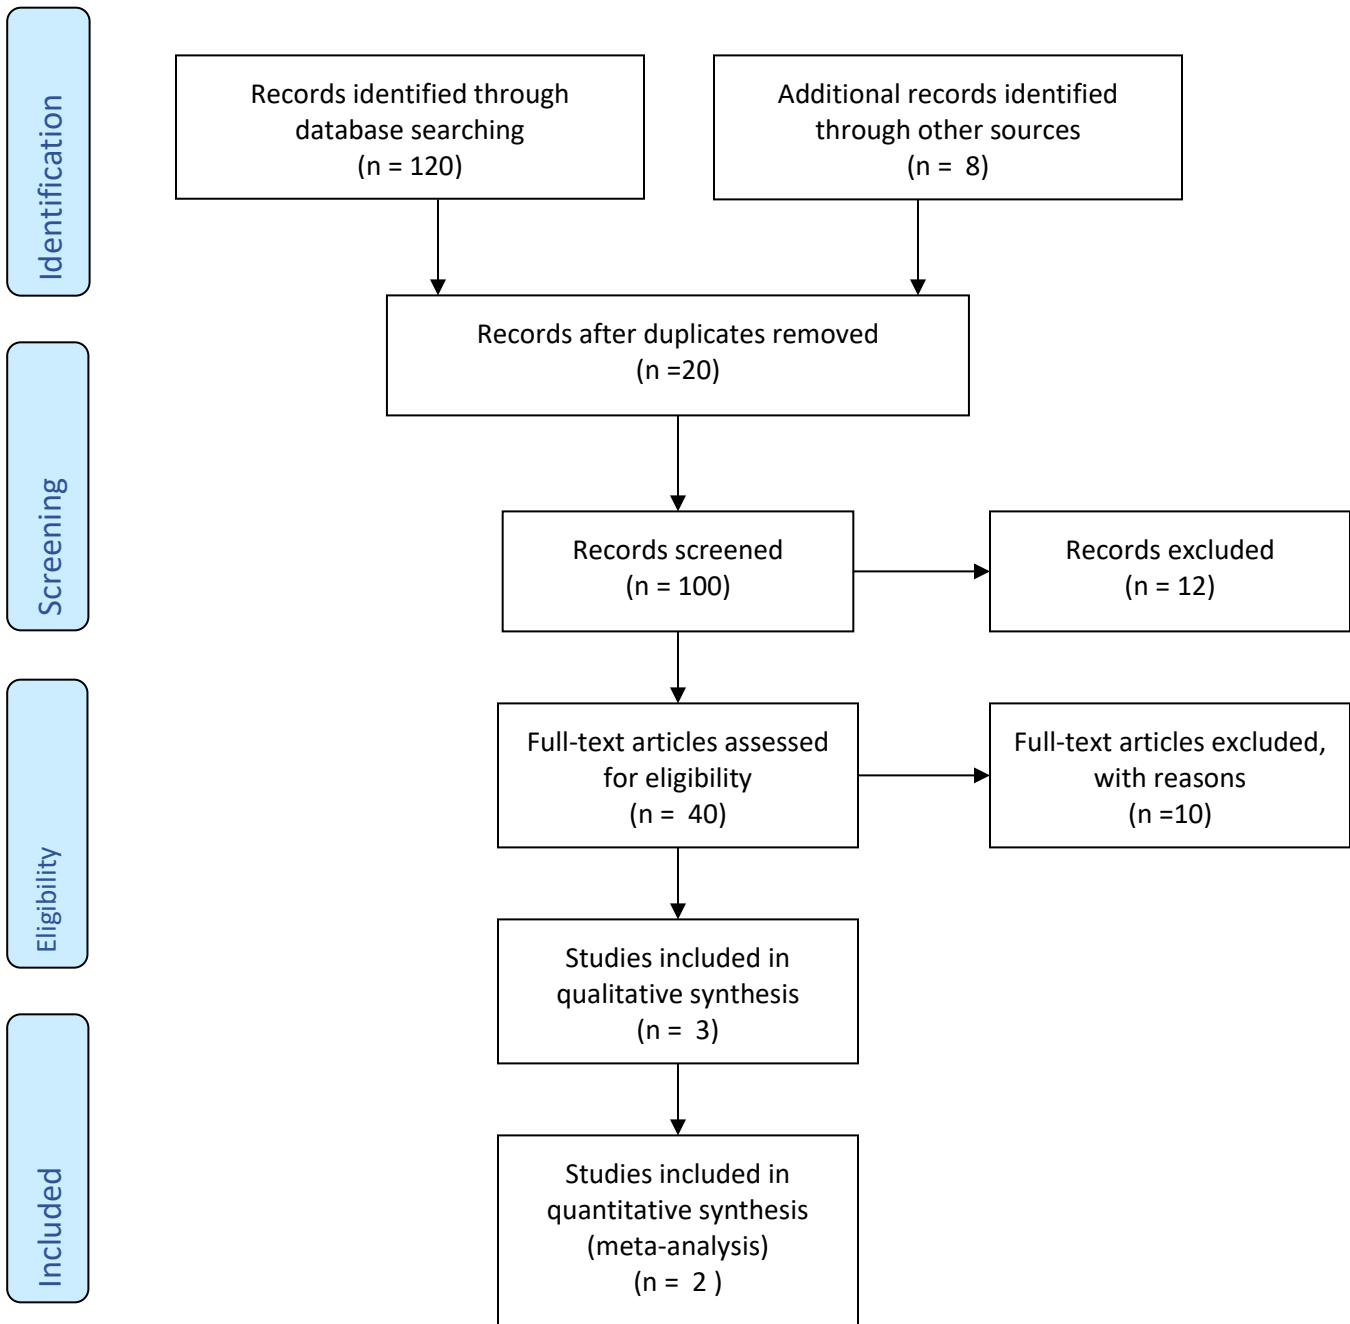 Identification
Records identified through
database searching
(n = 120)
Additional records identified
through other sources
(n =  8)
Records after duplicates removed
(n =20)
Screening
Records screened
(n = 100)
Records excluded
(n = 12)
Eligibility
Full-text articles assessed
for eligibility
(n =  40)
Full-text articles excluded,
with reasons
(n =10)
Studies included in
qualitative synthesis
(n =  3)
Included
Studies included in
quantitative synthesis
(meta-analysis)
(n =  2 )